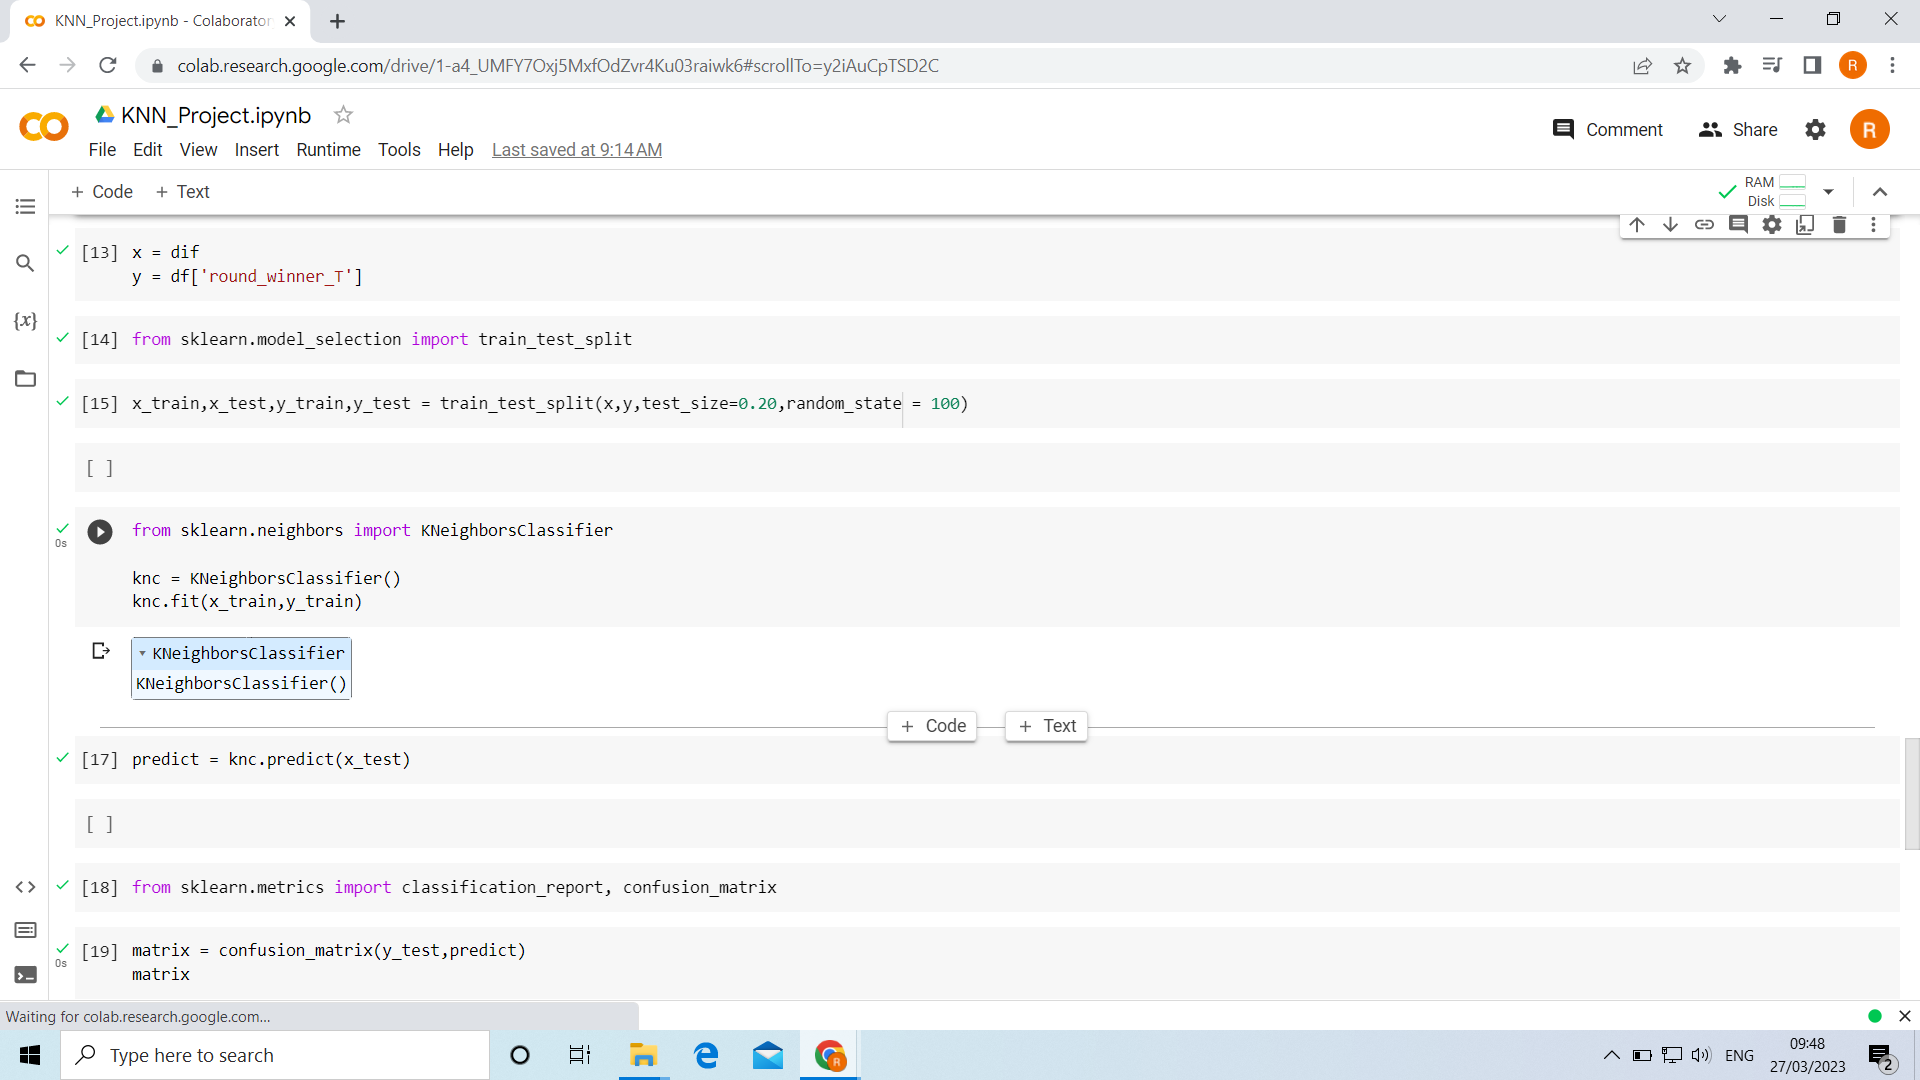 KNN_Project.ipynb - Colaborator
colab.research.google.com/drive/1-a4_UMFY7Oxj5MxfOdZvr4Ku03raiwk6#scrollTo=y2iAuCpTSD2C
R
CO KNN_Project.ipynb
Comment Share R
File Edit View Insert Runtime Tools Help Last saved at 9:14 AM
+ Code + Text
RAM
Disk
[13] x = dif
y = df['round_winner_T']
{x}
[14] from sklearn.model_selection import train_test_split
[15] x_train,x_test,y_train,y_test = train_test_split(x,y,test_size=0.20,random_state = 100)
[ ]
0s
from sklearn.neighbors import KNeighborsClassifier
knc = KNeighborsClassifier()
knc.fit(x_train,y_train)
KNeighborsClassifier
KNeighborsClassifier()
+ Code + Text
[17] predict = knc.predict(x_test)
[ ]
[18] from sklearn.metrics import classification_report, confusion_matrix
[19] matrix = confusion_matrix(y_test,predict)
0s
matrix
Waiting for colab.research.google.com...
Type here to search
R
ENG
09:48
27/03/2023
2